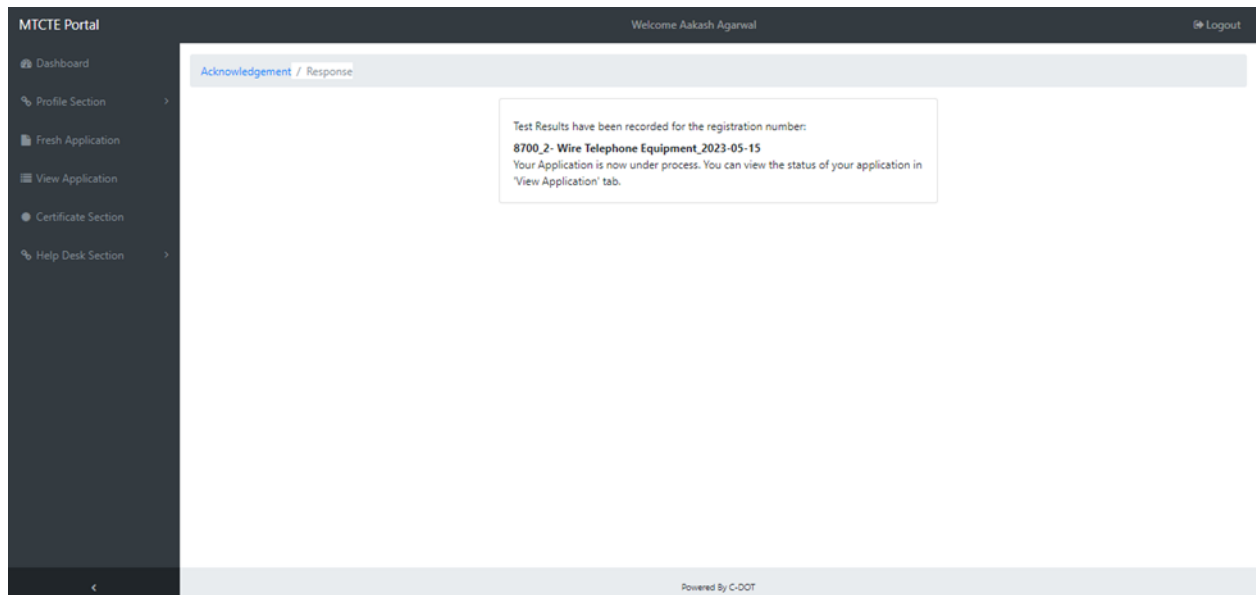 MTCTE Portal
Welcome Aakash Agarwal
Logout
Dashboard
Profile Section
Fresh Application
View Application
Certificate Section
Help Desk Section
Acknowledgement / Response
Test Results have been recorded for the registration number:
8700_2- Wire Telephone Equipment_2023-05-15
Your Application is now under process. You can view the status of your application in
'View Application' tab.
Powered By C-DOT